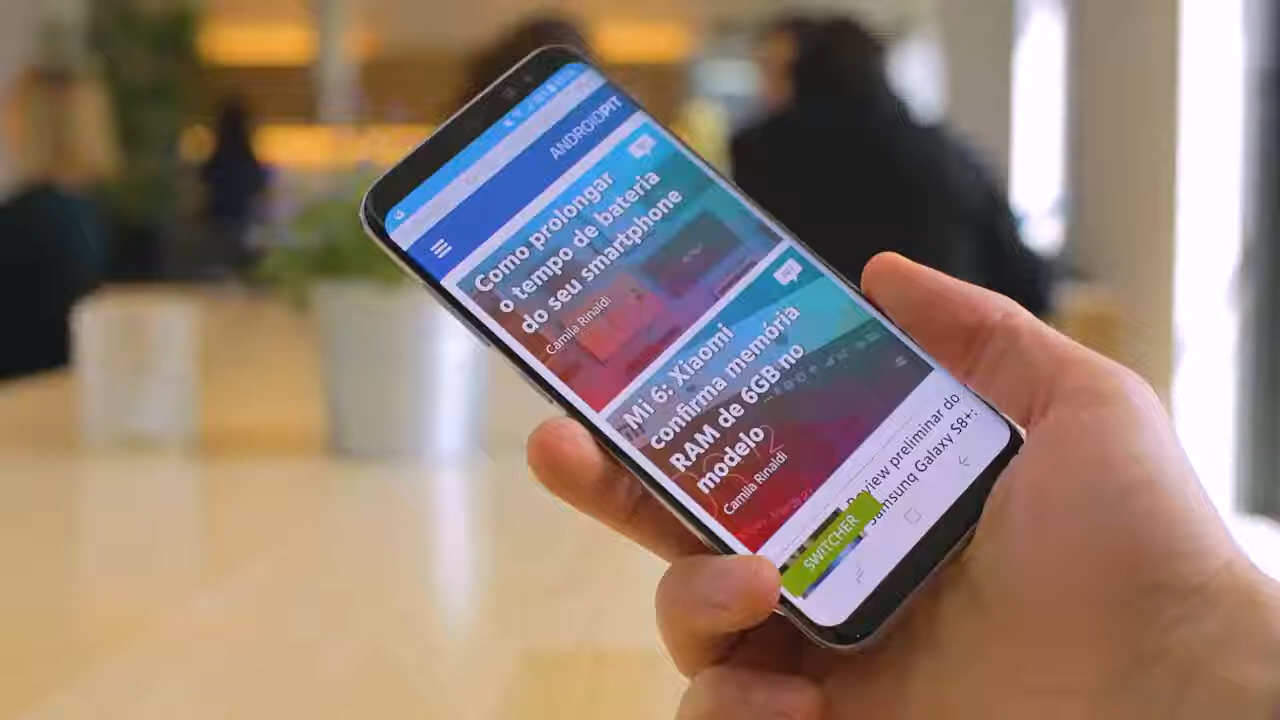 ANDROIDPIT
Como prolongar
o tempo de bateria
do seu smartphone
Camila Rinaldi
Mi 6: Xiaomi
confirma memória
RAM de 6GB no
modelo
Camila Rinaldi
Review preliminar do
Samsung Galaxy S8+:
SWITCHER